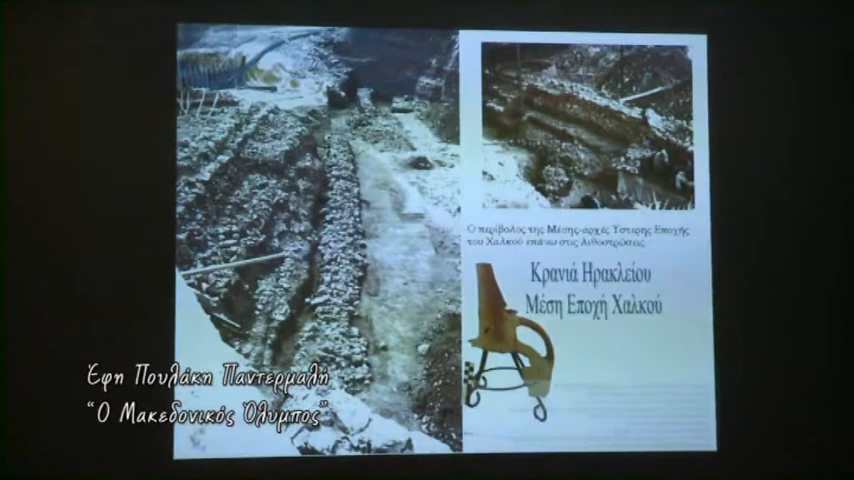 Ο περίβολος της Μέσης-αρχές Ύστερης Εποχής
του Χαλκού επάνω στις λιθοστρώσεις.
Κρανιά Ηρακλείου
Μέση Εποχή Χαλκού
Έφη Πουλάκη Παντερμαλή
“Ο Μακεδονικός Όλυμπος”